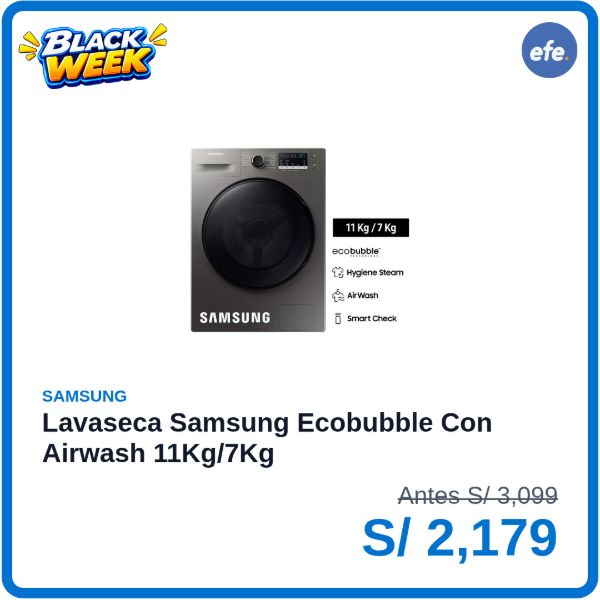 BLACK
WEEK
efe.
11 Kg / 7 Kg
ecobubble™
Hygiene Steam
AirWash
Smart Check
SAMSUNG
SAMSUNG
Lavaseca Samsung Ecobubble Con
Airwash 11Kg/7Kg
Antes S/ 3,099
S/ 2,179